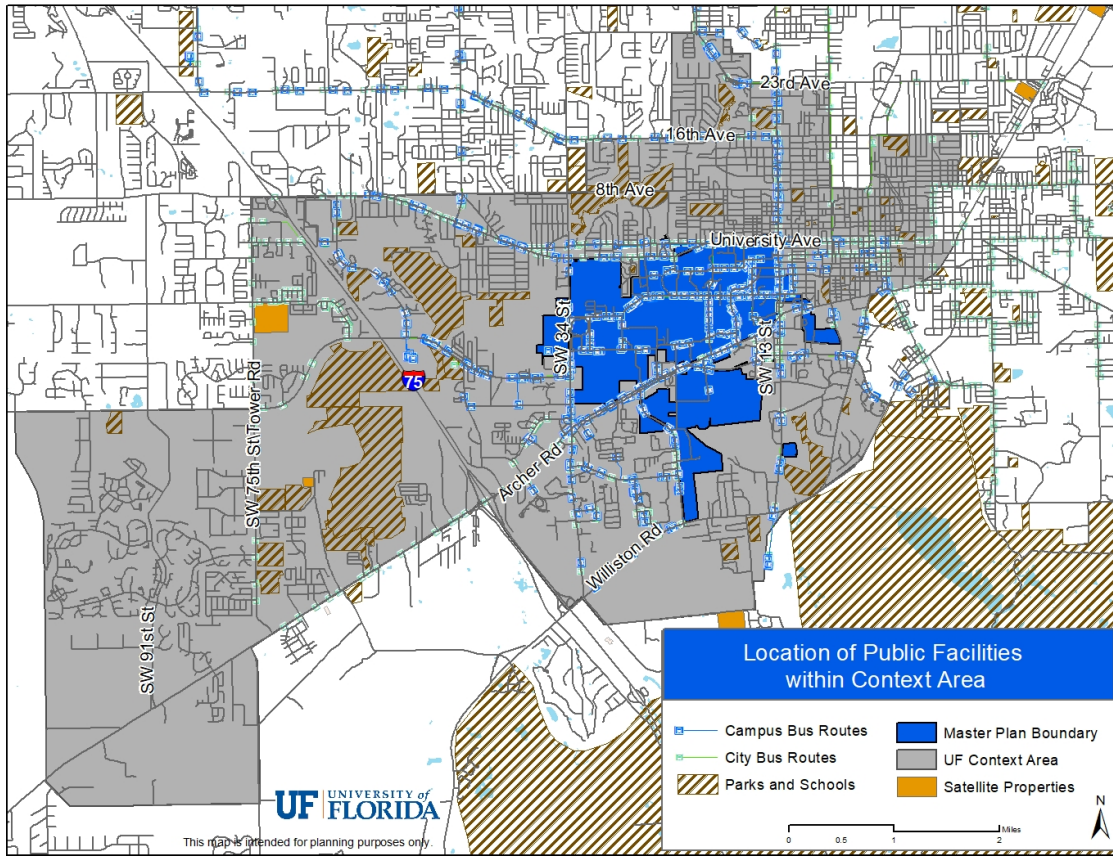 23rd Ave
16th Ave
8th Ave
University Ave
SW 34 St
SW 13 St
75
SW 75th St Tower Rd
Archer Rd
Williston Rd
SW 91st St
Location of Public Facilities
within Context Area
Campus Bus Routes
City Bus Routes
Parks and Schools
Master Plan Boundary
UF Context Area
Satellite Properties
0 0.5 1 2 Miles
N
UF UNIVERSITY of
FLORIDA
This map is intended for planning purposes only.